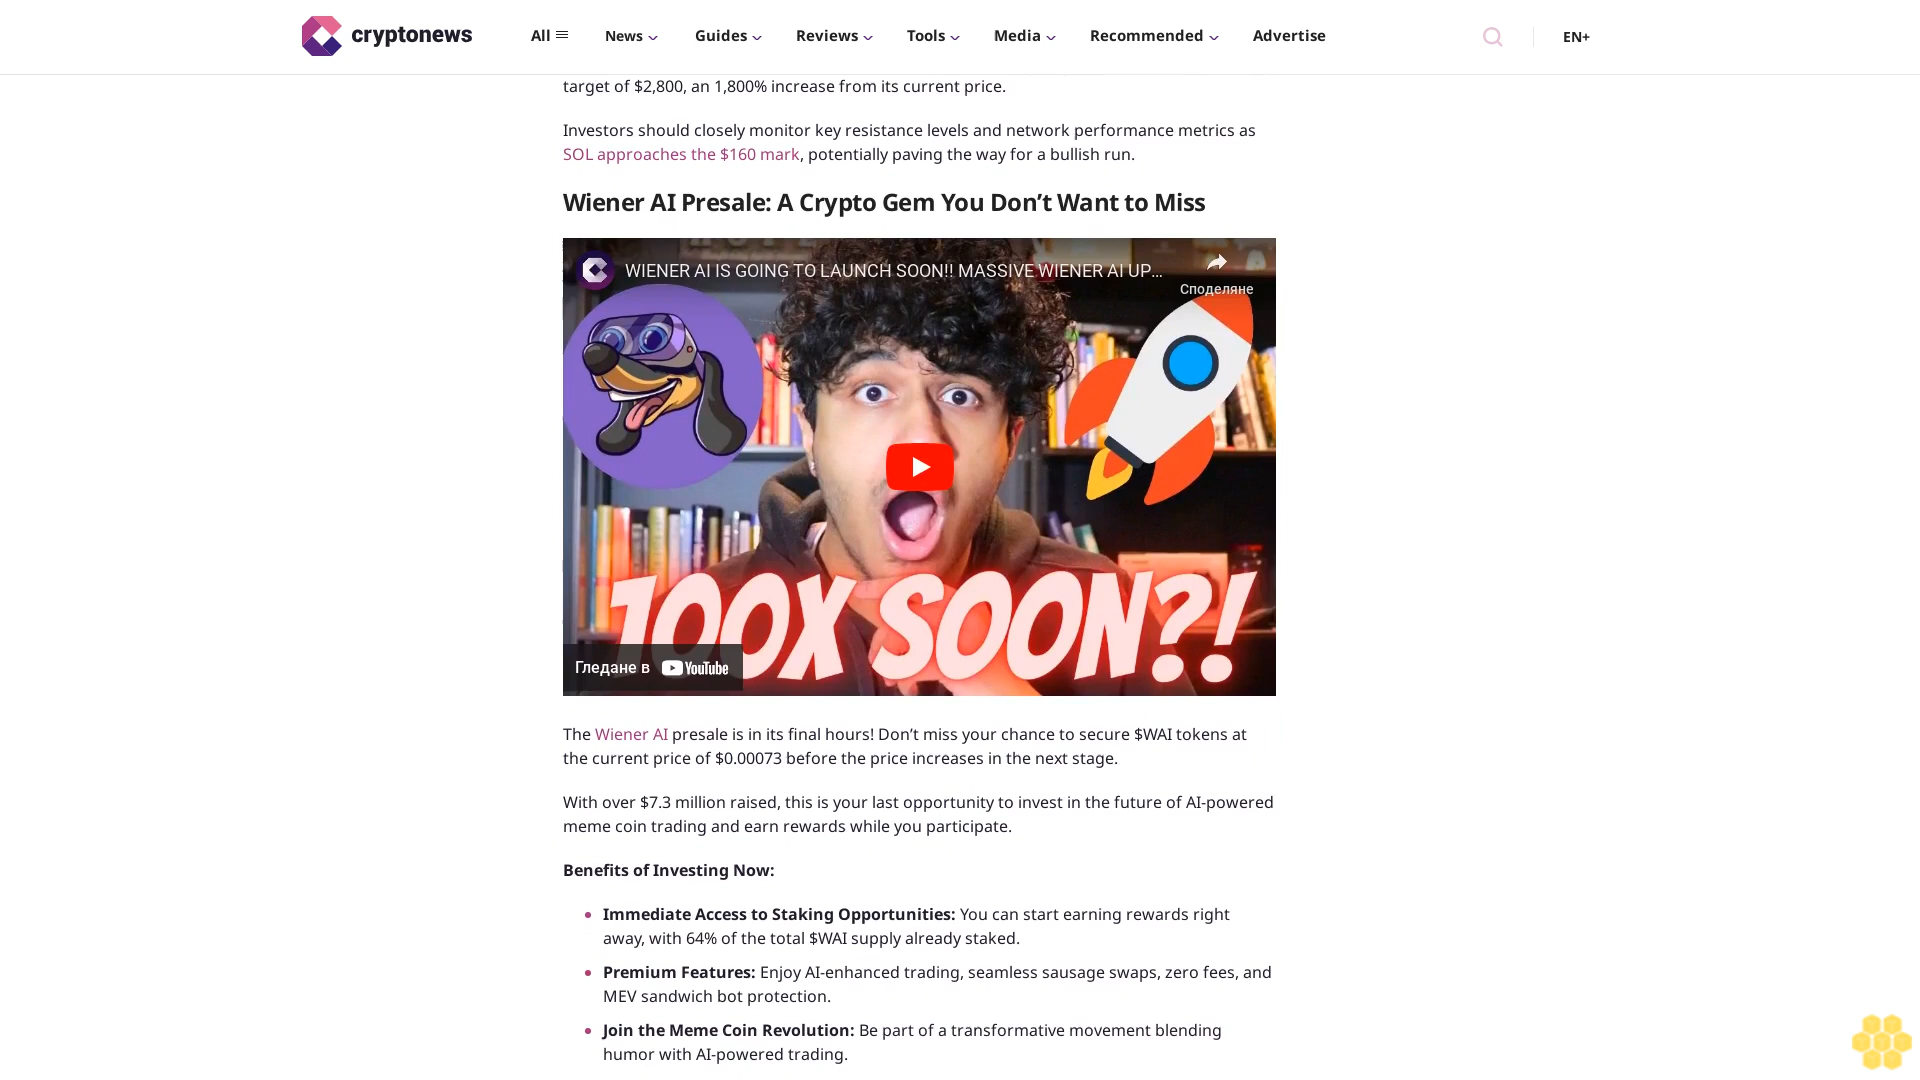 cryptonews
All
News
Guides
Reviews
Tools
Media
Recommended
Advertise
EN+
target of $2,800, an 1,800% increase from its current price.
Investors should closely monitor key resistance levels and network performance metrics as
SOL approaches the $160 mark, potentially paving the way for a bullish run.
Wiener AI Presale: A Crypto Gem You Don’t Want to Miss
WIENER AI IS GOING TO LAUNCH SOON!! MASSIVE WIENER AI UP...
Споделяне
100X SOON?!
Гледане в YouTube
The Wiener AI presale is in its final hours! Don’t miss your chance to secure $WAI tokens at
the current price of $0.00073 before the price increases in the next stage.
With over $7.3 million raised, this is your last opportunity to invest in the future of AI-powered
meme coin trading and earn rewards while you participate.
Benefits of Investing Now:
Immediate Access to Staking Opportunities: You can start earning rewards right
away, with 64% of the total $WAI supply already staked.
Premium Features: Enjoy AI-enhanced trading, seamless sausage swaps, zero fees, and
MEV sandwich bot protection.
Join the Meme Coin Revolution: Be part of a transformative movement blending
humor with AI-powered trading.